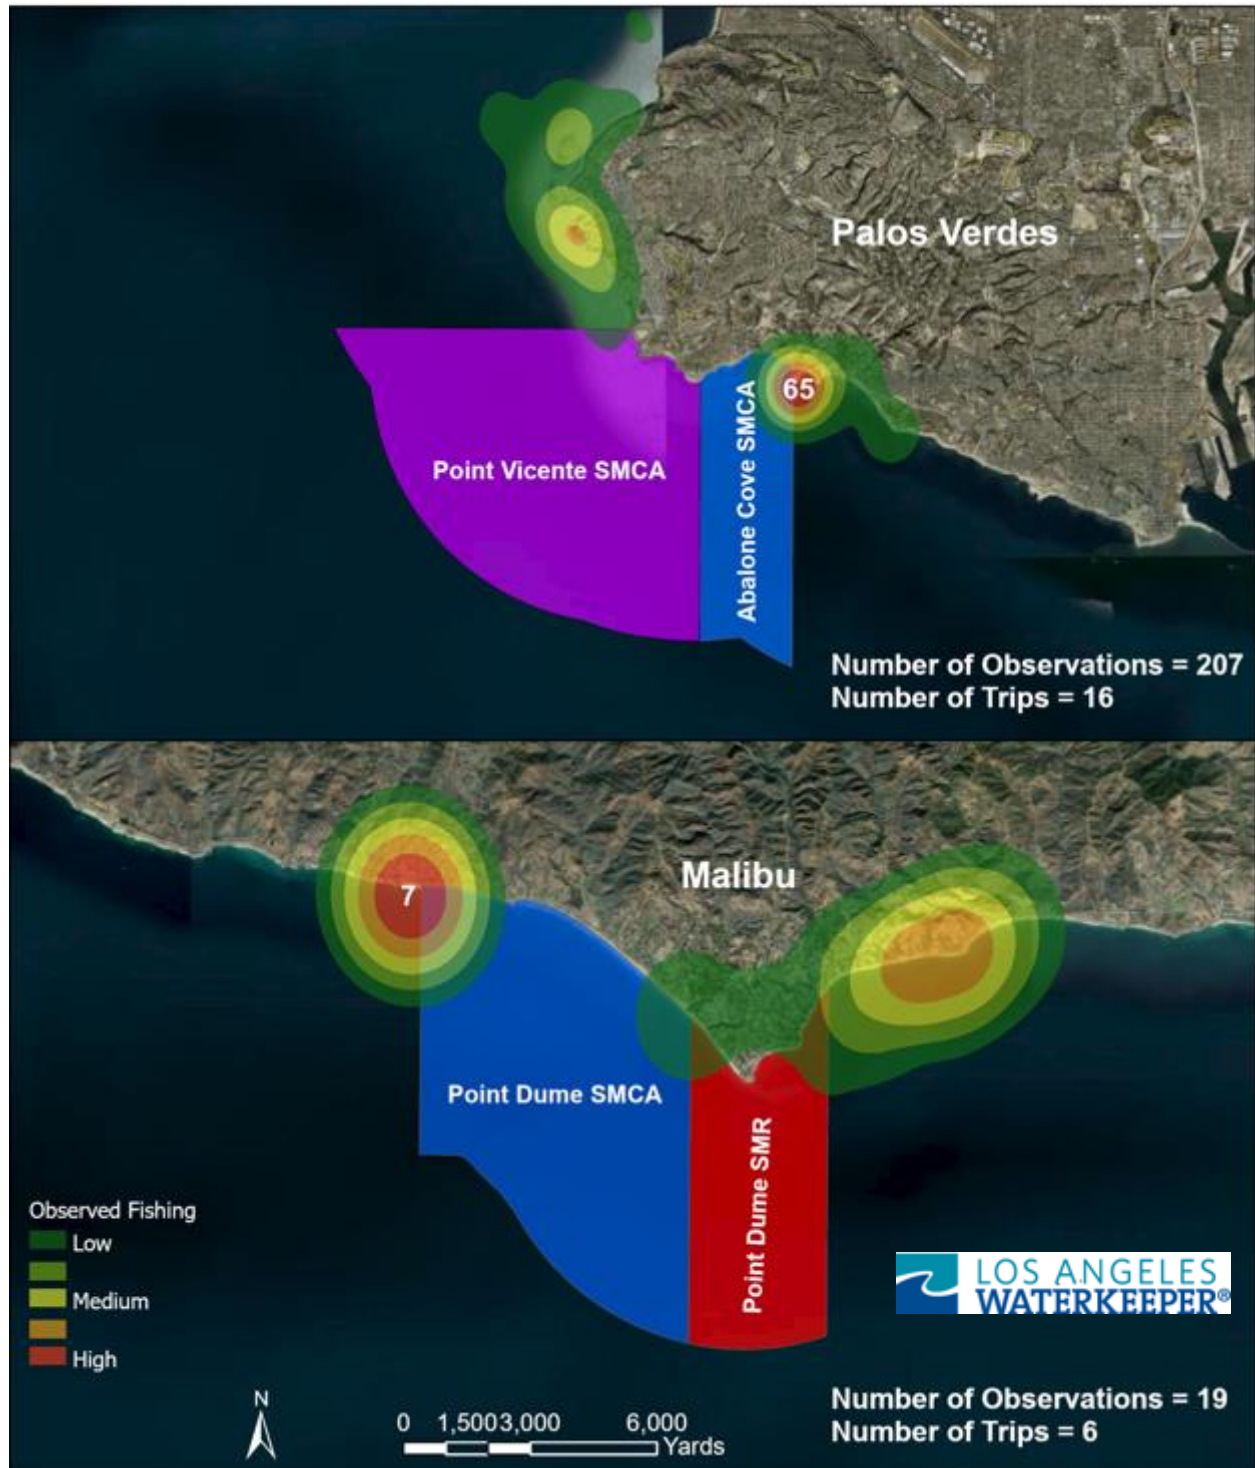 Palos Verdes
65
Point Vicente SMCA
Abalone Cove SMCA
Number of Observations = 207
Number of Trips = 16
Malibu
7
Point Dume SMCA
Point Dume SMR
Observed Fishing
Low
Medium
High
LOS ANGELES
WATERKEEPER®
N
0 1,500 3,000 6,000
Yards
Number of Observations = 19
Number of Trips = 6